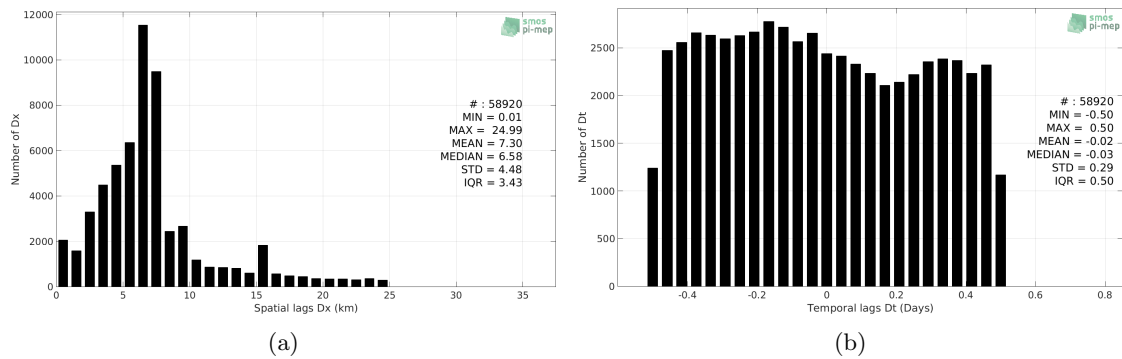 12000
10000
8000
6000
4000
2000
0
Number of Dx
0 5 10 15 20 25 30 35
Spatial lags Dx (km)
smos
pi-mep
# : 58920
MIN = 0.01
MAX = 24.99
MEAN = 7.30
MEDIAN = 6.58
STD = 4.48
IQR = 3.43
(a)
2500
2000
1500
1000
500
0
Number of Dt
-0.4 -0.2 0 0.2 0.4 0.6 0.8
Temporal lags Dt (Days)
smos
pi-mep
# : 58920
MIN = -0.50
MAX = 0.50
MEAN = -0.02
MEDIAN = -0.03
STD = 0.29
IQR = 0.50
(b)